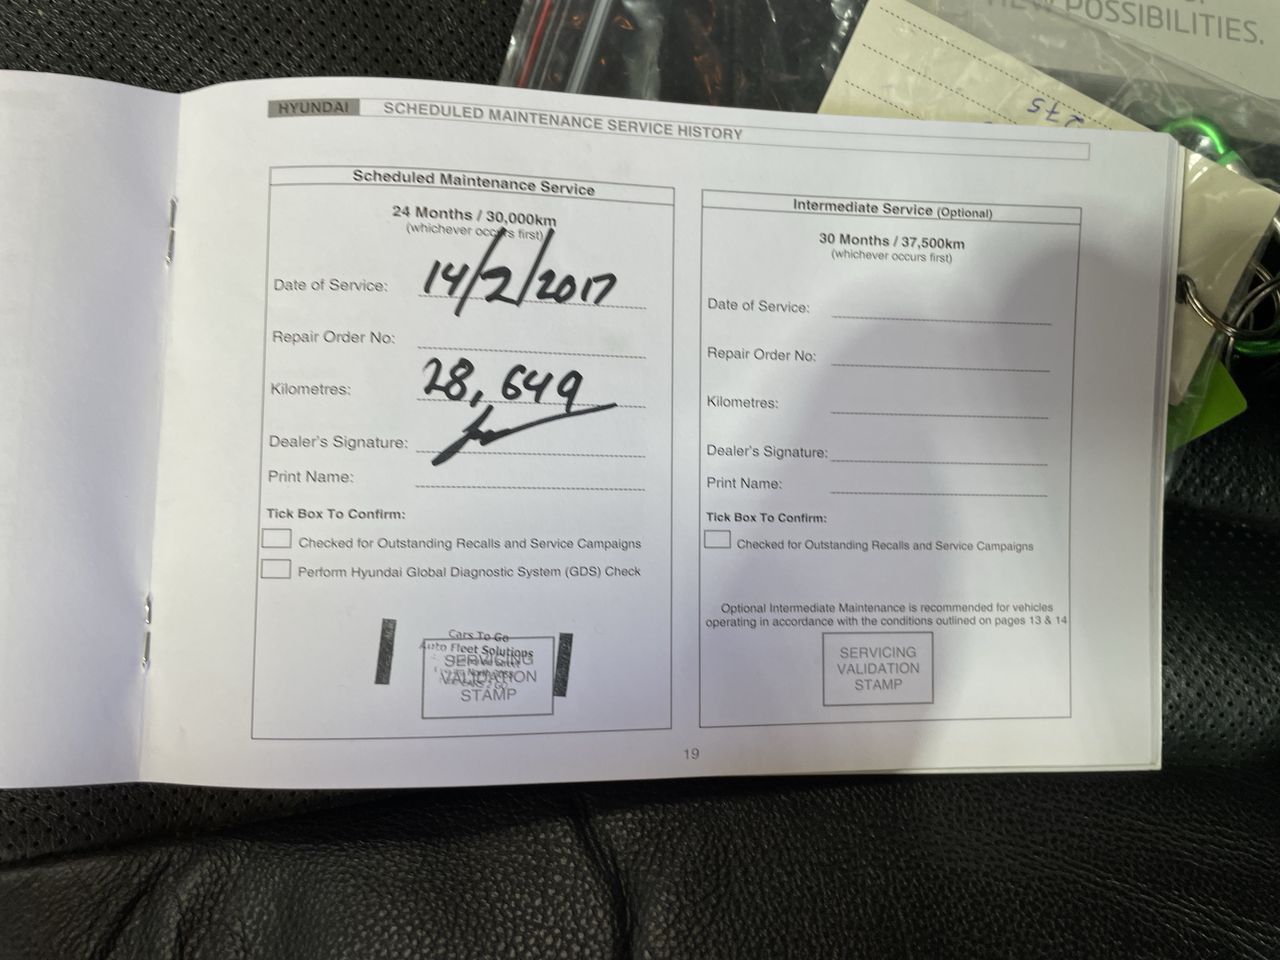 NEW POSSIBILITIES.
275
HYUNDAI SCHEDULED MAINTENANCE SERVICE HISTORY
Scheduled Maintenance Service
24 Months / 30,000km
(whichever occurs first)
Date of Service: 14/2/2017
Repair Order No:
Kilometres: 28,649
Dealer's Signature:
Print Name:
Tick Box To Confirm:
Checked for Outstanding Recalls and Service Campaigns
Perform Hyundai Global Diagnostic System (GDS) Check
Cars To Go
Auto Fleet Solutions
SERVICING
VALIDATION
STAMP
Intermediate Service (Optional)
30 Months / 37,500km
(whichever occurs first)
Date of Service:
Repair Order No:
Kilometres:
Dealer's Signature:
Print Name:
Tick Box To Confirm:
Checked for Outstanding Recalls and Service Campaigns
Optional Intermediate Maintenance is recommended for vehicles
operating in accordance with the conditions outlined on pages 13 & 14
SERVICING
VALIDATION
STAMP
19